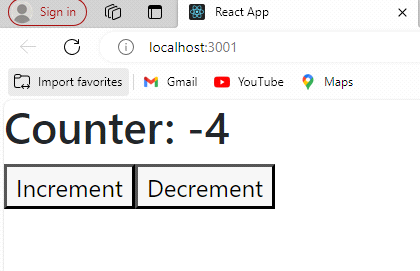 Sign in
React App
localhost:3001
Import favorites
Gmail
YouTube
Maps
Counter: -4
Increment
Decrement